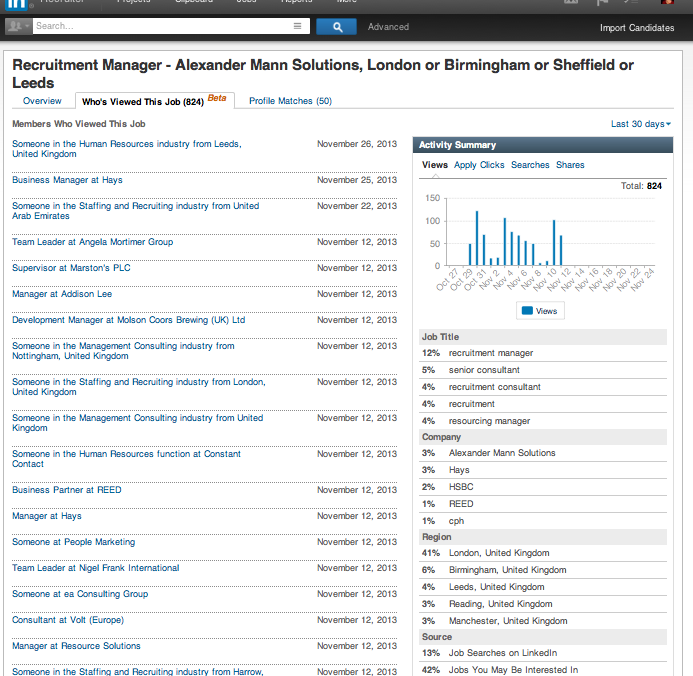 in
Recruiter Projects Clipboard Jobs Reports More
Search...
Advanced
Import Candidates
Recruitment Manager - Alexander Mann Solutions, London or Birmingham or Sheffield or
Leeds
Overview Who's Viewed This Job (824) Beta Profile Matches (50)
Members Who Viewed This Job
Last 30 days
Someone in the Human Resources industry from Leeds, November 26, 2013
United Kingdom
Business Manager at Hays November 25, 2013
Someone in the Staffing and Recruiting industry from United November 22, 2013
Arab Emirates
Team Leader at Angela Mortimer Group November 12, 2013
Supervisor at Marston's PLC November 12, 2013
Manager at Addison Lee November 12, 2013
Development Manager at Molson Coors Brewing (UK) Ltd November 12, 2013
Someone in the Management Consulting industry from November 12, 2013
Nottingham, United Kingdom
Someone in the Staffing and Recruiting industry from London, November 12, 2013
United Kingdom
Someone in the Management Consulting industry from United November 12, 2013
Kingdom
Someone in the Human Resources function at Constant November 12, 2013
Contact
Business Partner at REED November 12, 2013
Manager at Hays November 12, 2013
Someone at People Marketing November 12, 2013
Team Leader at Nigel Frank International November 12, 2013
Someone at ea Consulting Group November 12, 2013
Consultant at Volt (Europe) November 12, 2013
Manager at Resource Solutions November 12, 2013
Someone in the Staffing and Recruiting industry from Harrow, November 12, 2013
Activity Summary
Views Apply Clicks Searches Shares
Total: 824
150
100
50
0
Oct 27 Oct 29 Oct 31 Nov 2 Nov 4 Nov 6 Nov 8 Nov 10 Nov 12 Nov 14 Nov 16 Nov 18 Nov 20 Nov 22 Nov 24
Views
Job Title
12% recruitment manager
5% senior consultant
4% recruitment consultant
4% recruitment
4% resourcing manager
Company
3% Alexander Mann Solutions
3% Hays
2% HSBC
1% REED
1% cph
Region
41% London, United Kingdom
6% Birmingham, United Kingdom
4% Leeds, United Kingdom
3% Reading, United Kingdom
3% Manchester, United Kingdom
Source
13% Job Searches on LinkedIn
42% Jobs You May Be Interested In